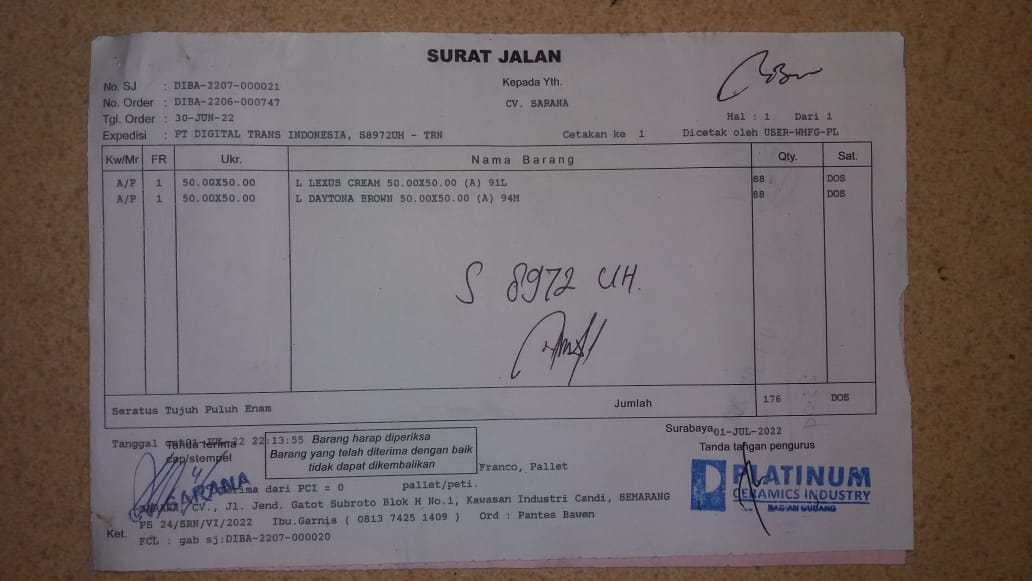 SURAT JALAN
No. SJ : DIBA-2207-000021
No. Order : DIBA-2206-000747
Tgl. Order : 30-JUN-22
Expedisi : PT DIGITAL TRANS INDONESIA, S8972UH - TRN
Kepada Yth.
CV. SARANA
Hal : 1 Dari 1
Cetakan ke 1 Dicetak oleh USER-WHFG-PL
Kw/Mr FR Ukr. Nama Barang Qty. Sat.
A/P 1 50.00X50.00 L LEXUS CREAM 50.00X50.00 (A) 91L 88 DOS
A/P 1 50.00X50.00 L DAYTONA BROWN 50.00X50.00 (A) 94M 88 DOS
S 8972 UH.
Seratus Tujuh Puluh Enam Jumlah 176 DOS
Surabaya 01-JUL-2022
Tanda tangan pengurus
PLATINUM
CERAMICS INDUSTRY
BAGIAN GUDANG
Tanggal 22 22:13:55
Tanda terima
cap/stempel
Barang harap diperiksa
Barang yang telah diterima dengan baik
tidak dapat dikembalikan
Franco, Pallet
SARANA
terima dari PCI = 0 pallet/peti.
CV., Jl. Jend. Gatot Subroto Blok H No.1, Kawasan Industri Candi, SEMARANG
PS 24/SRN/VI/2022 Ibu.Garnis ( 0813 7425 1409 ) Ord : Pantes Bawen
Ket. FCL : gab sj:DIBA-2207-000020